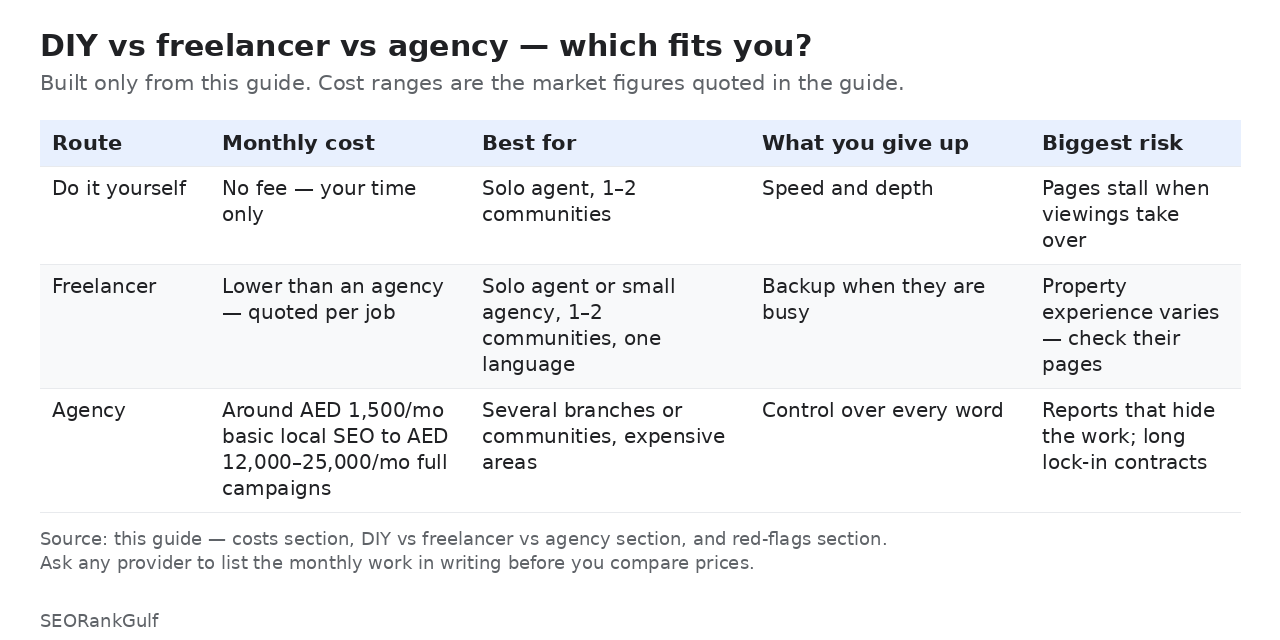 DIY vs freelancer vs agency — which fits you?
Built only from this guide. Cost ranges are the market figures quoted in the guide.
Route
Monthly cost
Best for
What you give up
Biggest risk
Do it yourself
No fee — your time
only
Solo agent, 1–2
communities
Speed and depth
Pages stall when
viewings take
over
Freelancer
Lower than an agency
— quoted per job
Solo agent or small
agency, 1–2
communities, one
language
Backup when they are
busy
Property
experience varies
— check their
pages
Agency
Around AED 1,500/mo
basic local SEO to AED
12,000–25,000/mo full
campaigns
Several branches or
communities, expensive
areas
Control over every word
Reports that hide
the work; long
lock-in contracts
Source: this guide — costs section, DIY vs freelancer vs agency section, and red-flags section.
Ask any provider to list the monthly work in writing before you compare prices.
SEORankGulf